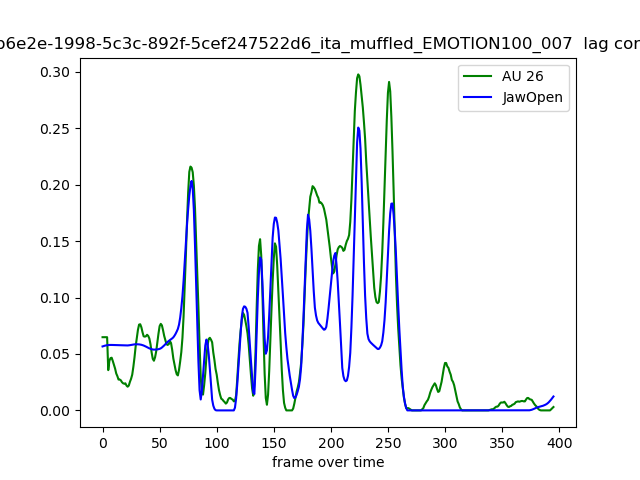 b6e2e-1998-5c3c-892f-5cef247522d6_ita_muffled_EMOTION100_007 lag cor
AU 26
JawOpen
0.30
0.25
0.20
0.15
0.10
0.05
0.00
0 50 100 150 200 250 300 350 400
frame over time